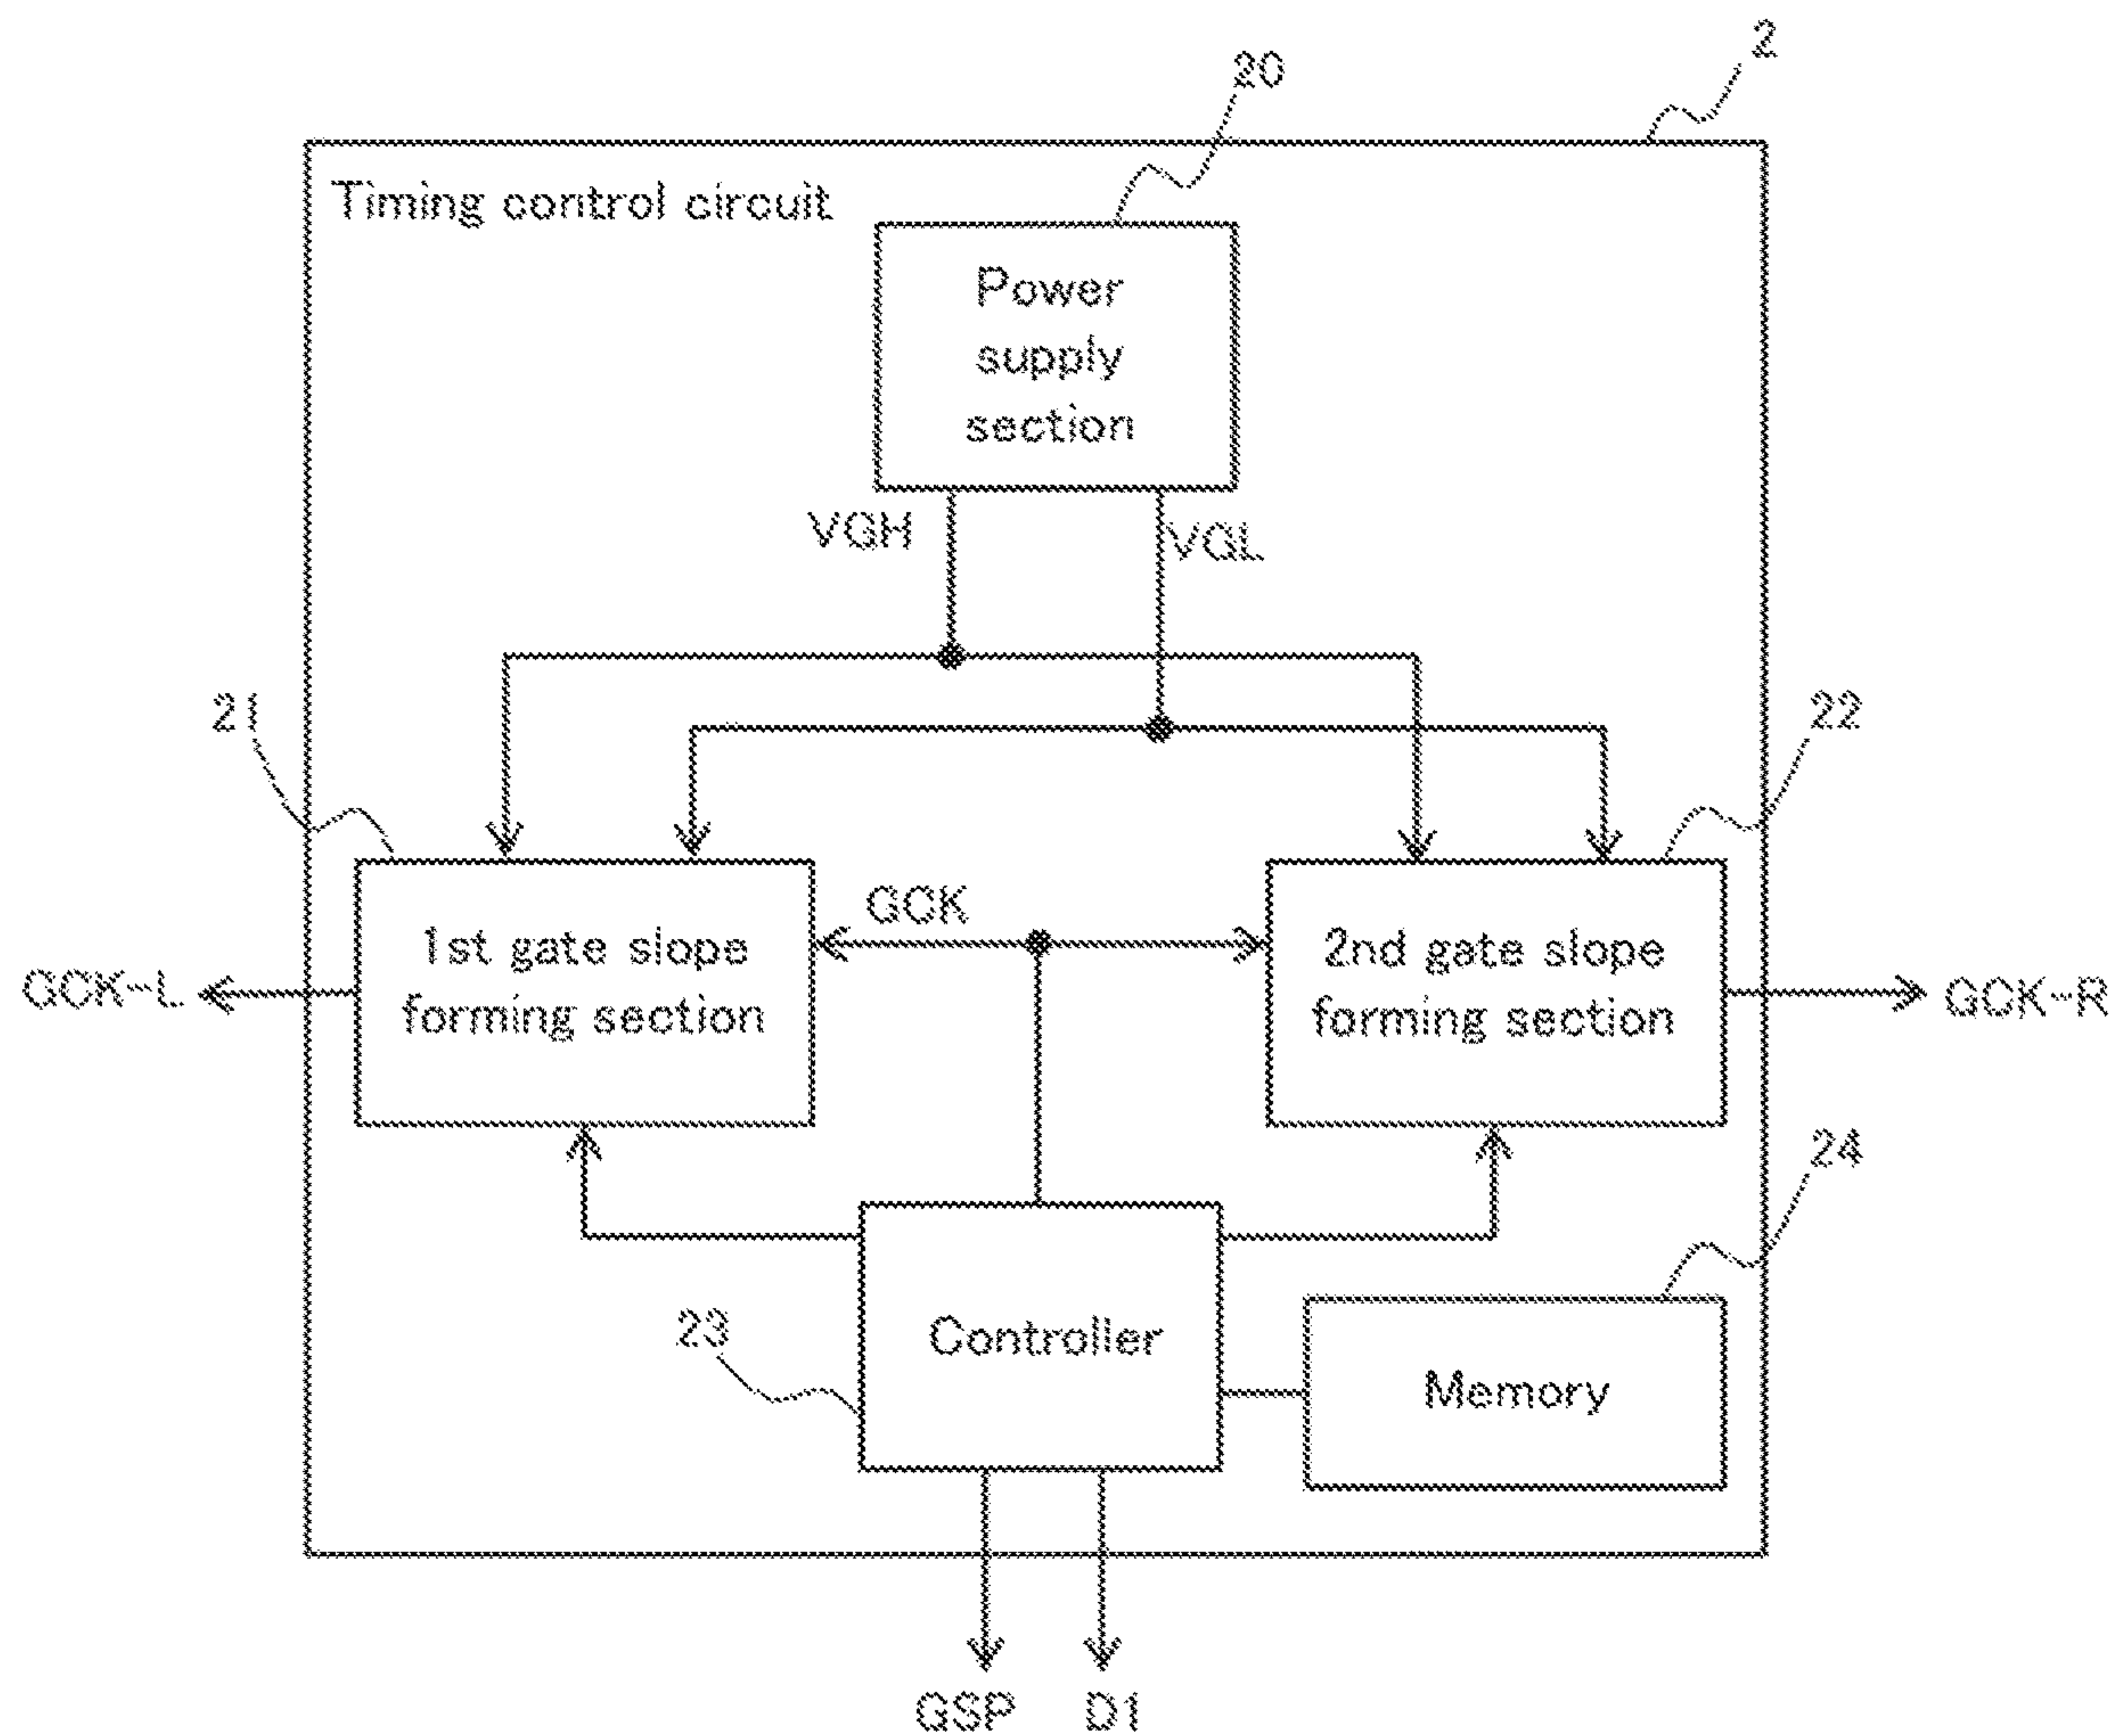 2
20
Timing control circuit
Power
supply
section
VGH
VGL
21
22
GCK
1st gate slope
forming section
2nd gate slope
forming section
GCK-L
GCK-R
24
23
Controller
Memory
GSP
D1